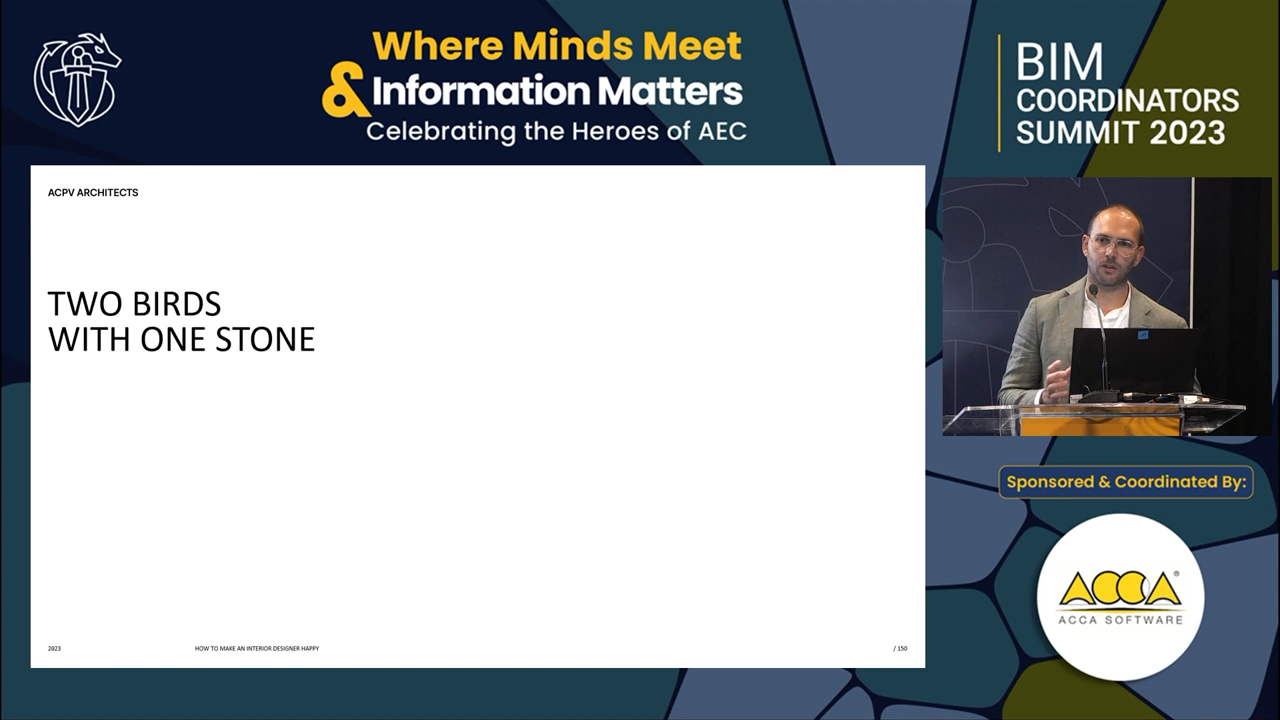 Where Minds Meet
& Information Matters
Celebrating the Heroes of AEC
BIM
COORDINATORS
SUMMIT 2023
ACPV ARCHITECTS
TWO BIRDS
WITH ONE STONE
2023
HOW TO MAKE AN INTERIOR DESIGNER HAPPY
/ 150
Sponsored & Coordinated By:
ACCA®
ACCA SOFTWARE